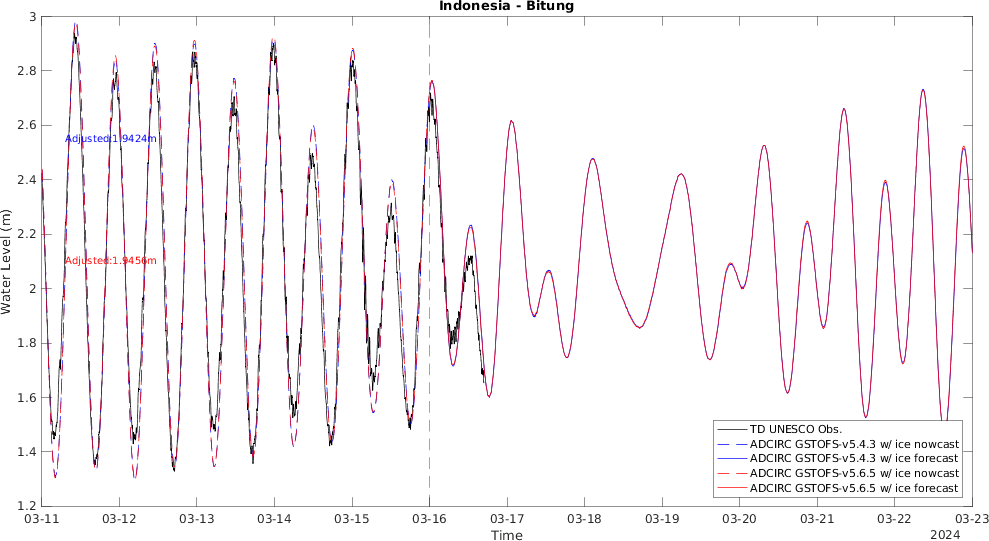 Indonesia - Bitung
3
2.8
2.6
2.4
2.2
2
1.8
1.6
1.4
1.2
Water Level (m)
Adjusted:1.9424m
Adjusted:1.9456m
TD UNESCO Obs.
ADCIRC GSTOFS-v5.4.3 w/ ice nowcast
ADCIRC GSTOFS-v5.4.3 w/ ice forecast
ADCIRC GSTOFS-v5.6.5 w/ ice nowcast
ADCIRC GSTOFS-v5.6.5 w/ ice forecast
03-11 03-12 03-13 03-14 03-15 03-16 03-17 03-18 03-19 03-20 03-21 03-22 03-23
Time
2024